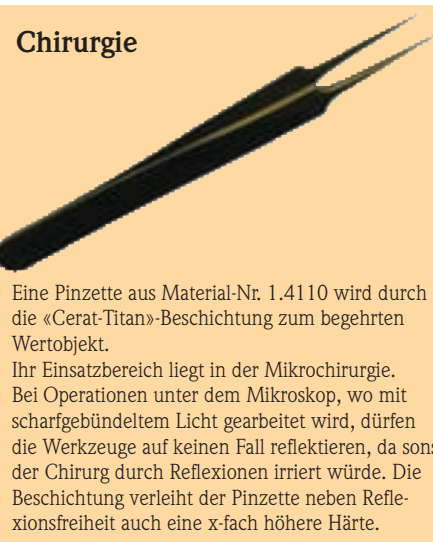 Chirurgie
Eine Pinzette aus Material-Nr. 1.4110 wird durch
die «Cerat-Titan»-Beschichtung zum begehrten
Wertobjekt.
Ihr Einsatzbereich liegt in der Mikrochirurgie.
Bei Operationen unter dem Mikroskop, wo mit
scharfgebündeltem Licht gearbeitet wird, dürfen
die Werkzeuge auf keinen Fall reflektieren, da sons
der Chirurg durch Reflexionen irriert würde. Die
Beschichtung verleiht der Pinzette neben Refle-
xionsfreiheit auch eine x-fach höhere Härte.